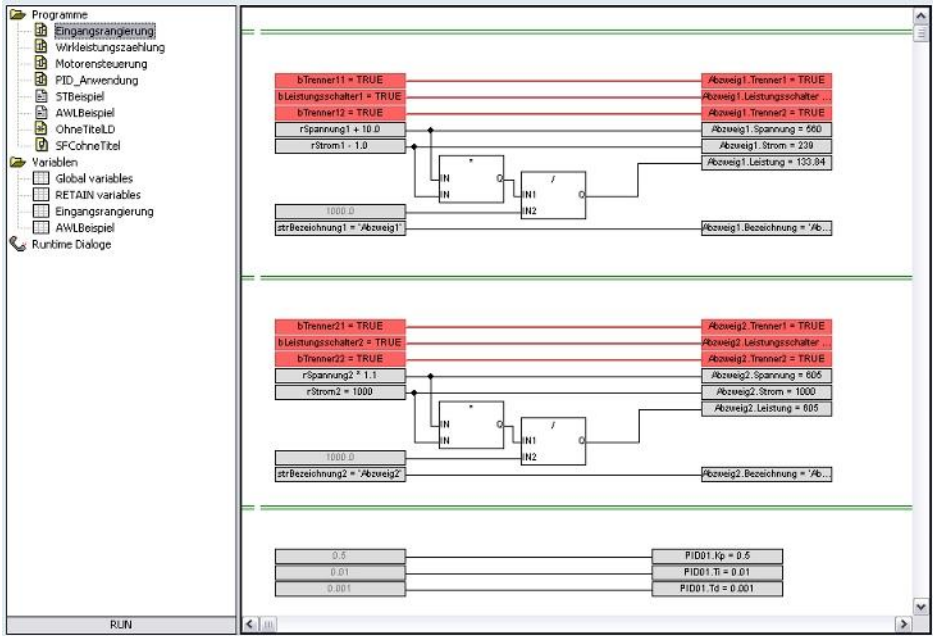 Programme
Eingangsrangierung
Wirkleistungszaehlung
Motorensteuerung
PID_Anwendung
STBeispiel
AWLBeispiel
OhneTitelLD
SFCohneTitel
Variablen
Global variables
RETAIN variables
Eingangsrangierung
AWLBeispiel
Runtime Dialoge
RUN
bTrenner11 = TRUE
Abzweig1.Trenner1 = TRUE
bLeistungsschalter1 = TRUE
Abzweig1.Leistungsschalter ...
bTrenner12 = TRUE
Abzweig1.Trenner2 = TRUE
rSpannung1 + 10.0
Abzweig1.Spannung = 560
rStrom1 - 1.0
Abzweig1.Strom = 239
Abzweig1.Leistung = 133.84
*
IN Q
IN
/
IN1 Q
IN2
1000.0
strBezeichnung1 = 'Abzweig1'
Abzweig1.Bezeichnung = 'Ab...
bTrenner21 = TRUE
Abzweig2.Trenner1 = TRUE
bLeistungsschalter2 = TRUE
Abzweig2.Leistungsschalter ...
bTrenner22 = TRUE
Abzweig2.Trenner2 = TRUE
rSpannung2 * 1.1
Abzweig2.Spannung = 605
rStrom2 = 1000
Abzweig2.Strom = 1000
Abzweig2.Leistung = 605
*
IN Q
IN
/
IN1 Q
IN2
1000.0
strBezeichnung2 = 'Abzweig2'
Abzweig2.Bezeichnung = 'Ab...
0.5
PID01.Kp = 0.5
0.01
PID01.Ti = 0.01
0.001
PID01.Td = 0.001